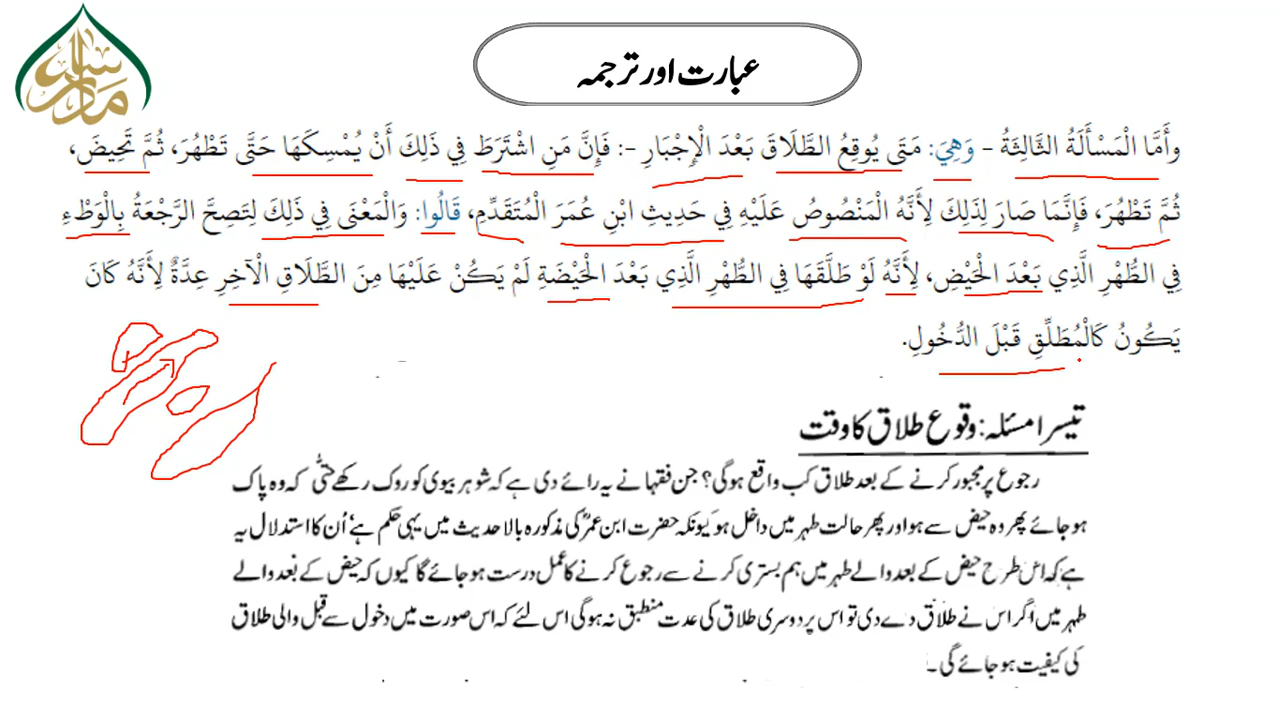 عبارت اور ترجمہ
وأَمَّا الْمَسْأَلَةُ الثَّالِثَةُ - وَهِيَ: مَتَى يُوقِعُ الطَّلَاقَ بَعْدَ الْإِجْبَارِ -: فَإِنَّ مَنِ اشْتَرَطَ فِي ذَلِكَ أَنْ يُمْسِكَهَا حَتَّى تَطْهُرَ، ثُمَّ تَحِيضَ،
ثُمَّ تَطْهُرَ، فَإِنَّمَا صَارَ لِذَلِكَ لِأَنَّهُ الْمَنْصُوصُ عَلَيْهِ فِي حَدِيثِ ابْنِ عُمَرَ الْمُتَقَدِّمِ، قَالُوا: وَالْمَعْنَى فِي ذَلِكَ لِتَصِحَّ الرَّجْعَةُ بِالْوَطْءِ
فِي الطُّهْرِ الَّذِي بَعْدَ الْحَيْضِ، لِأَنَّهُ لَوْ طَلَّقَهَا فِي الطُّهْرِ الَّذِي بَعْدَ الْحَيْضَةِ لَمْ يَكُنْ عَلَيْهَا مِنَ الطَّلَاقِ الْآخِرِ عِدَّةٌ لِأَنَّهُ كَانَ
يَكُونُ كَالْمُطَلِّقِ قَبْلَ الدُّخُولِ.
تیسرا مسئلہ: وقوع طلاق کا وقت
رجوع پر مجبور کرنے کے بعد طلاق کب واقع ہوگی؟ جن فقہا نے یہ رائے دی ہے کہ شوہر بیوی کو روک رکھے حتّٰی کہ وہ پاک
ہو جائے پھر وہ حیض سے ہو اور پھر حالت طہر میں داخل ہو کیونکہ حضرت ابن عمرؓ کی مذکورہ بالا حدیث میں یہی حکم ہے، اُن کا استدلال یہ
ہے کہ اس طرح حیض کے بعد والے طہر میں ہم بستری کرنے سے رجوع کرنے کا عمل درست ہو جائے گا کیوں کہ حیض کے بعد والے
طہر میں اگر اس نے طلاق دے دی تو اس پر دوسری طلاق کی عدت منطبق نہ ہوگی اس لئے کہ اس صورت میں دخول سے قبل والی طلاق
کی کیفیت ہو جائے گی۔